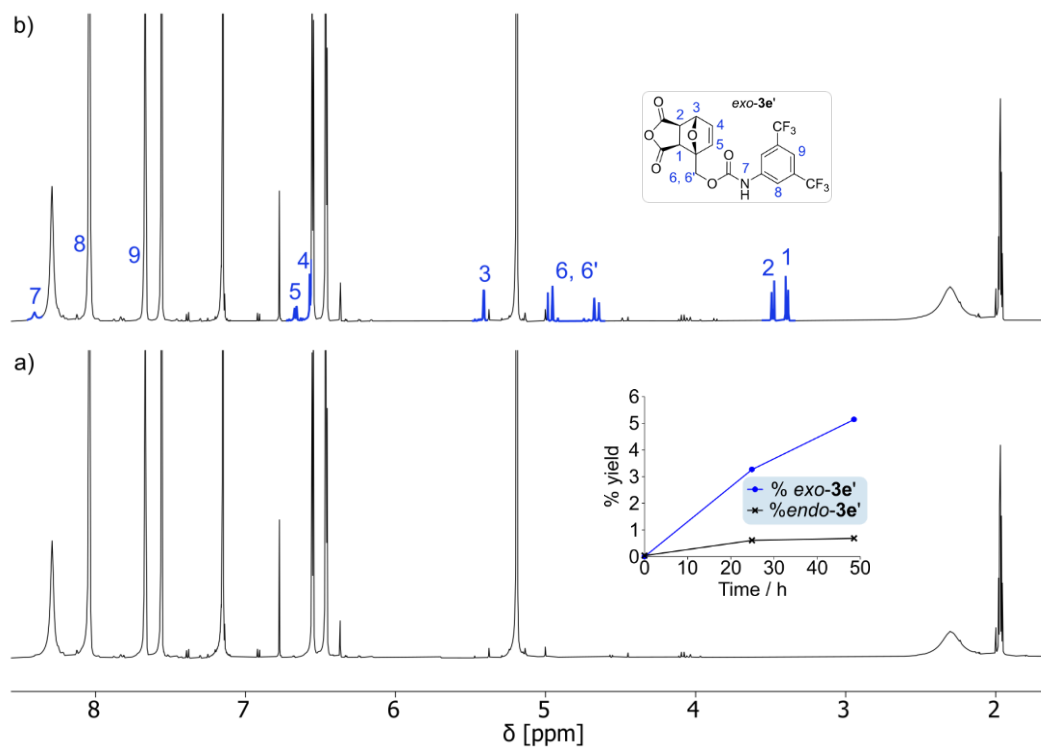 b)
exo-3e'
O
O
O
O
2
3
4
5
1
6, 6'
O
O
7
N
H
8
9
CF3
CF3
7
8
9
5
4
3
6, 6'
2
1
a)
% yield
6
5
4
3
2
1
0
% exo-3e'
%endo-3e'
0 10 20 30 40 50
Time / h
8 7 6 5 4 3 2
δ [ppm]